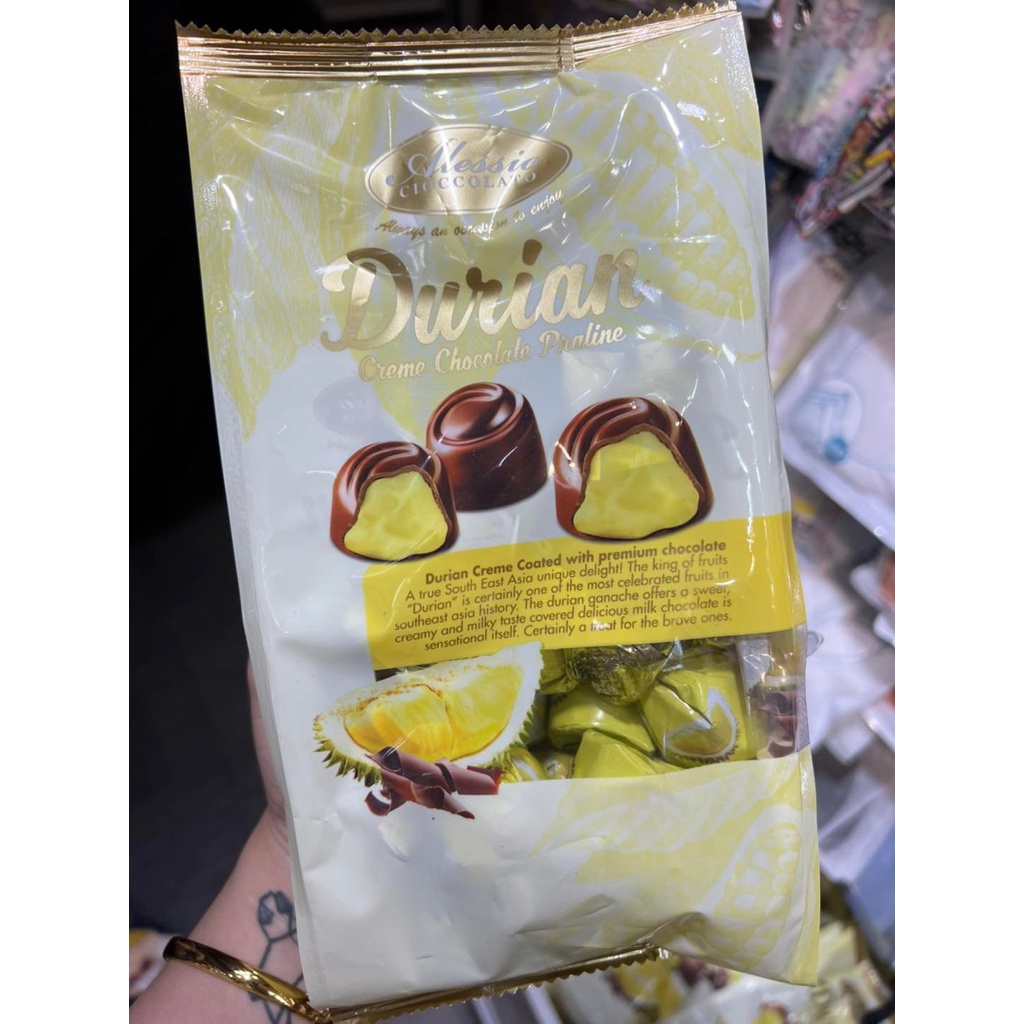 Alessio
CIOCCOLATO
Always an occasion to enjoy
Durian
Creme Chocolate Praline
Durian Creme Coated with premium chocolate
A true South East Asia unique delight! The king of fruits
"Durian" is certainly one of the most celebrated fruits in
southeast asia history. The durian ganache offers a sweet,
creamy and milky taste covered delicious milk chocolate is
sensational itself. Certainly a treat for the brave ones.